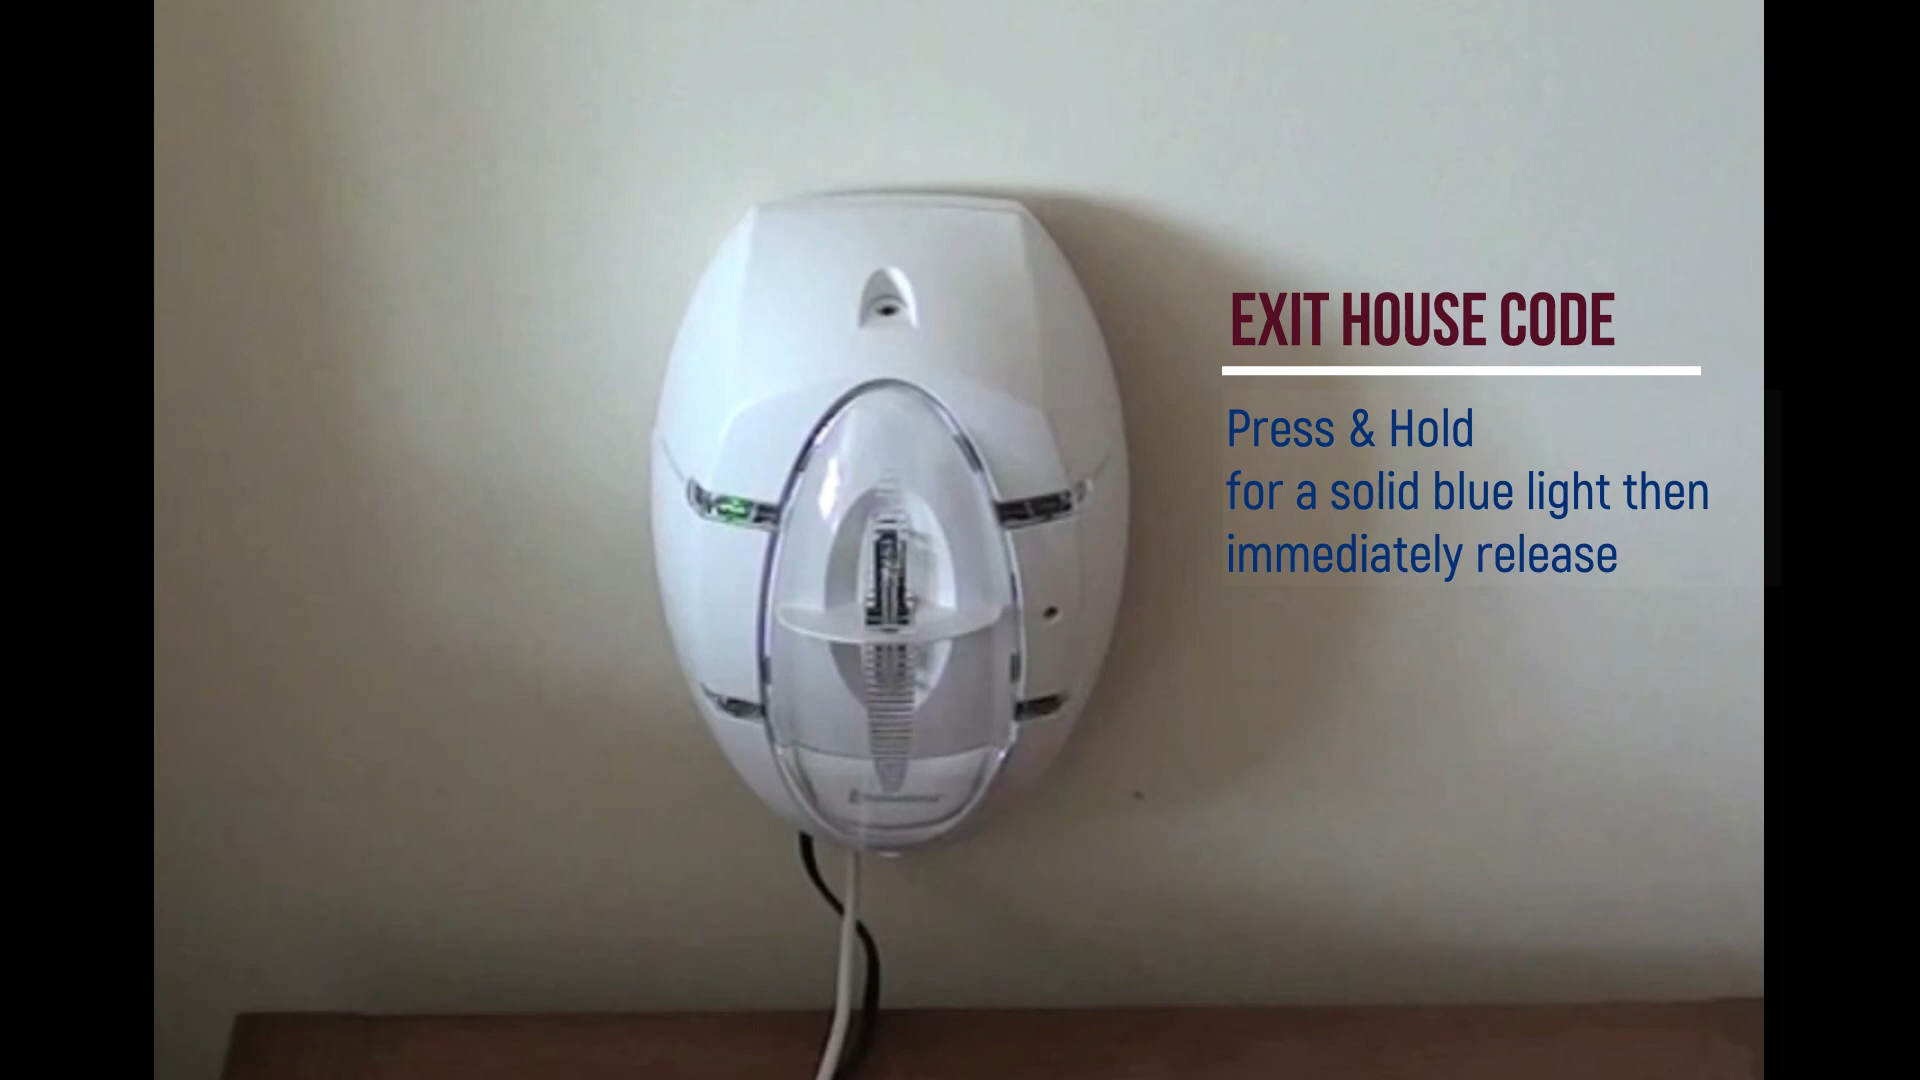 EXIT HOUSE CODE
Press & Hold
for a solid blue light then
immediately release